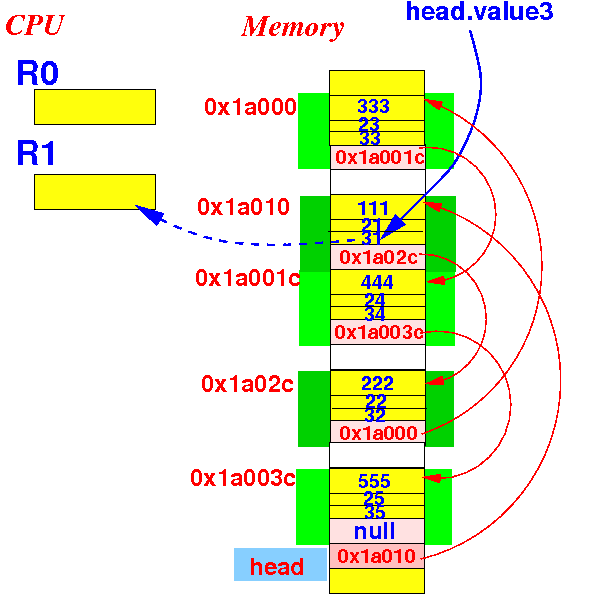 CPU
Memory
head.value3
R0
R1
0x1a000
333
23
33
0x1a001c
0x1a010
111
21
31
0x1a02c
0x1a001c
444
24
34
0x1a003c
0x1a02c
222
22
32
0x1a000
0x1a003c
555
25
35
null
head
0x1a010